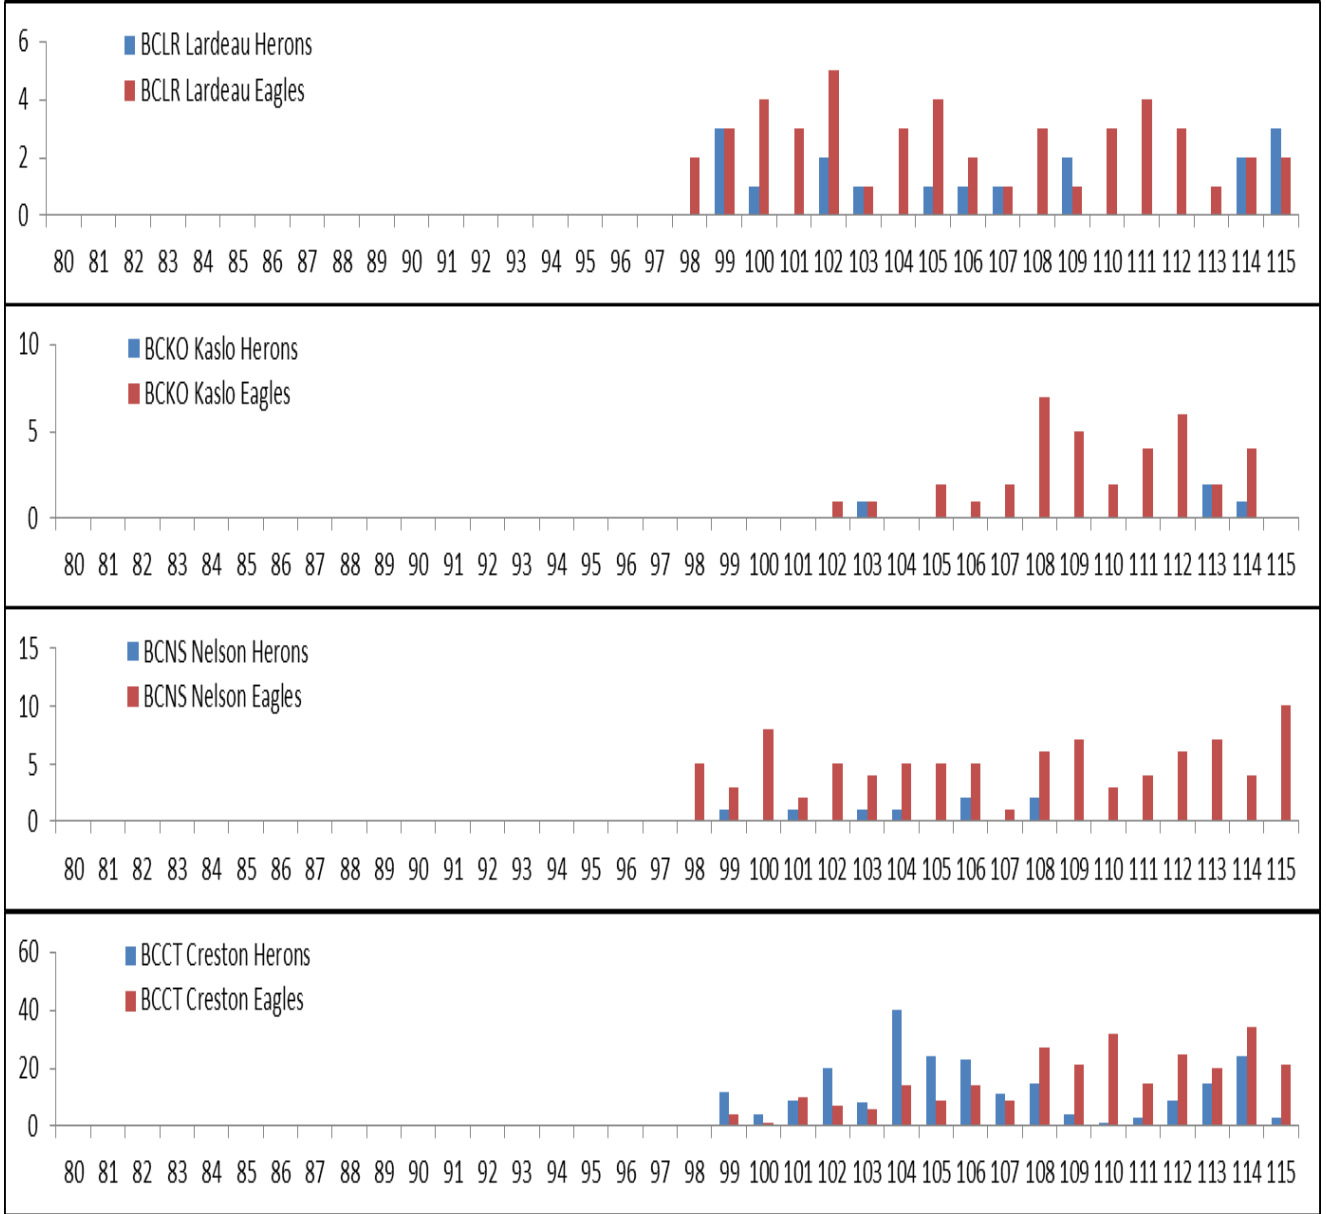 6
BCLR Lardeau Herons
4
BCLR Lardeau Eagles
2
0
80 81 82 83 84 85 86 87 88 89 90 91 92 93 94 95 96 97 98 99 100 101 102 103 104 105 106 107 108 109 110 111 112 113 114 115
10
BCKO Kaslo Herons
BCKO Kaslo Eagles
5
0
80 81 82 83 84 85 86 87 88 89 90 91 92 93 94 95 96 97 98 99 100 101 102 103 104 105 106 107 108 109 110 111 112 113 114 115
15
BCNS Nelson Herons
BCNS Nelson Eagles
10
5
0
80 81 82 83 84 85 86 87 88 89 90 91 92 93 94 95 96 97 98 99 100 101 102 103 104 105 106 107 108 109 110 111 112 113 114 115
60
BCCT Creston Herons
BCCT Creston Eagles
40
20
0
80 81 82 83 84 85 86 87 88 89 90 91 92 93 94 95 96 97 98 99 100 101 102 103 104 105 106 107 108 109 110 111 112 113 114 115